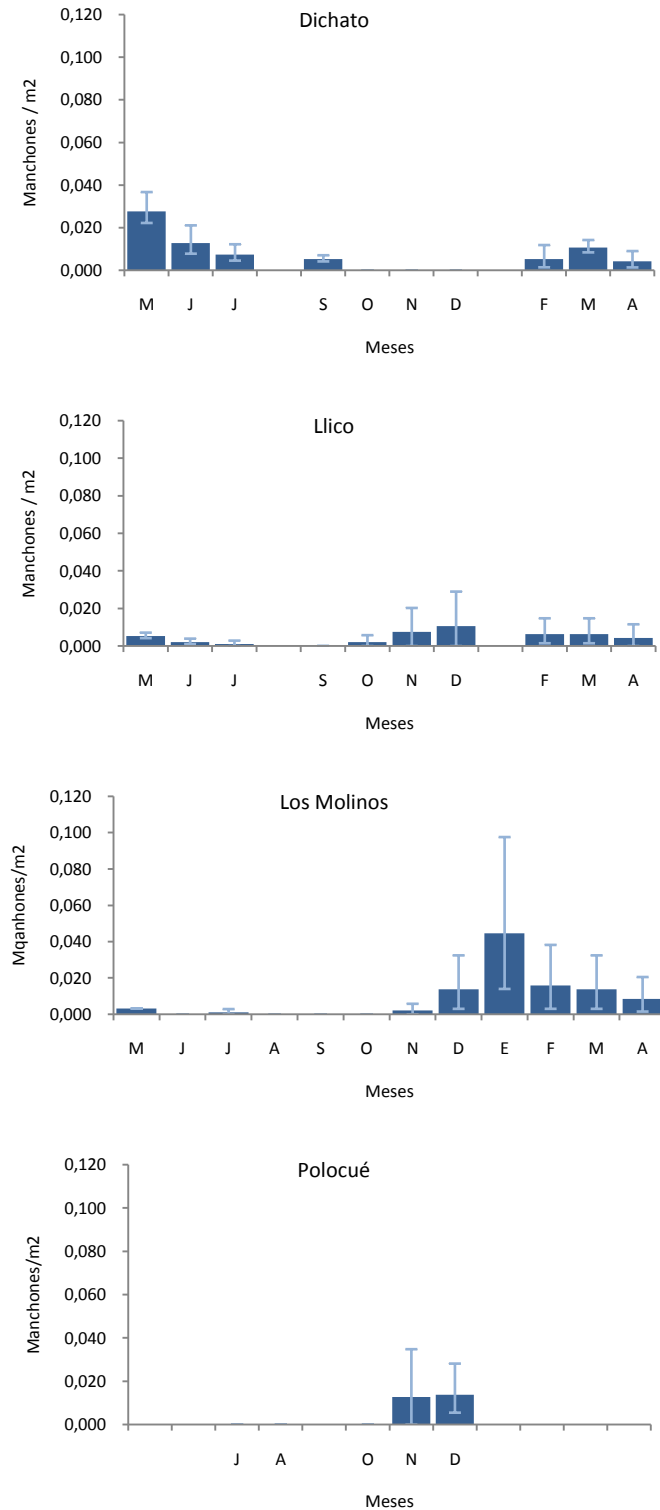 Dichato
Manchones / m2
0,120
0,100
0,080
0,060
0,040
0,020
0,000
M J J S O N D F M A
Meses
Llico
Manchones / m2
0,120
0,100
0,080
0,060
0,040
0,020
0,000
M J J S O N D F M A
Meses
Los Molinos
Mqanhones/m2
0,120
0,100
0,080
0,060
0,040
0,020
0,000
M J J A S O N D E F M A
Meses
Polocué
Manchones/m2
0,120
0,100
0,080
0,060
0,040
0,020
0,000
J A O N D
Meses